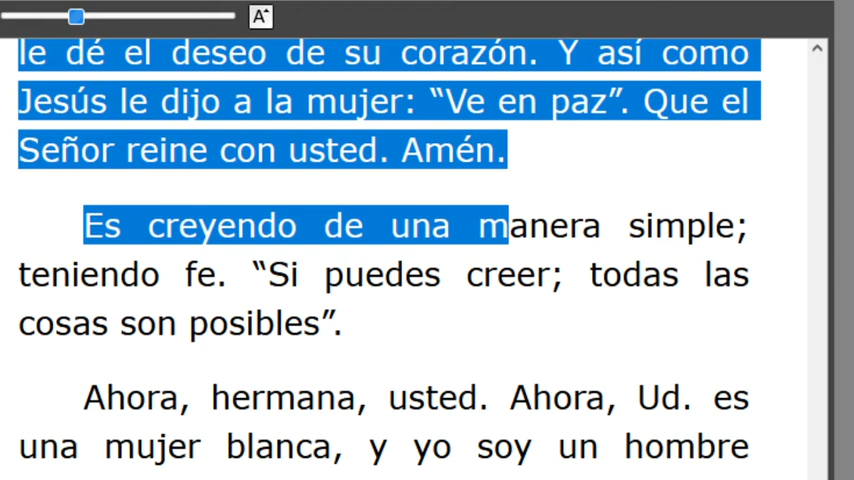 A
le dé el deseo de su corazón. Y así como
Jesús le dijo a la mujer: “Ve en paz”. Que el
Señor reine con usted. Amén.
Es creyendo de una manera simple;
teniendo fe. “Si puedes creer; todas las
cosas son posibles”.
Ahora, hermana, usted. Ahora, Ud. es
una mujer blanca, y yo soy un hombre